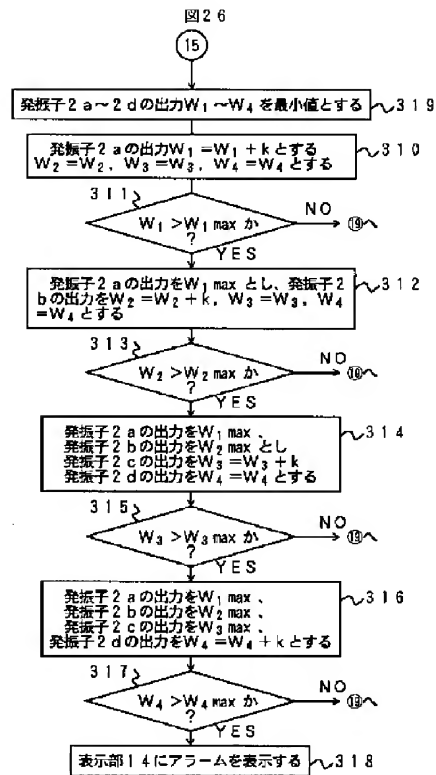 図26
15
発振子2a〜2dの出力W1〜W4を最小値とする 319
発振子2aの出力W1=W1+kとする 310
W2=W2, W3=W3, W4=W4とする
311
W1>W1maxか NO ⑲へ
?
YES
発振子2aの出力をW1maxとし、発振子2 312
bの出力をW2=W2+k, W3=W3, W4
=W4とする
313
W2>W2maxか NO ⑲へ
?
YES
発振子2aの出力をW1max、 314
発振子2bの出力をW2maxとし
発振子2cの出力をW3=W3+k
発振子2dの出力をW4=W4とする
315
W3>W3maxか NO ⑲へ
?
YES
発振子2aの出力をW1max、 316
発振子2bの出力をW2max、
発振子2cの出力をW3max、
発振子2dの出力をW4=W4+kとする
317
W4>W4maxか NO ⑲へ
?
YES
表示部14にアラームを表示する 318